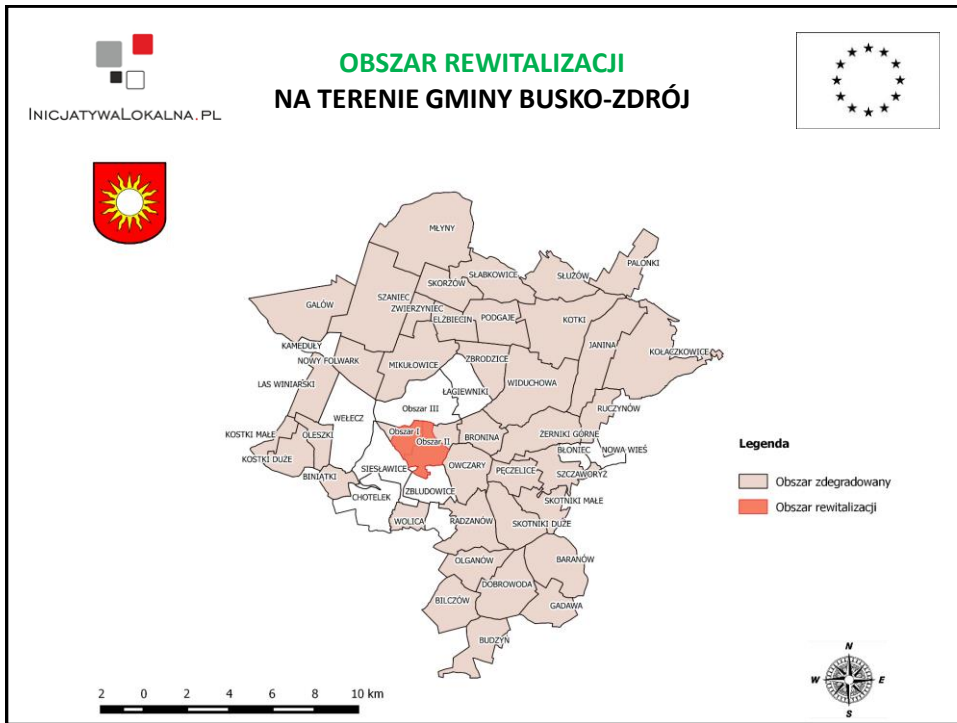 OBSZAR REWITALIZACJI
NA TERENIE GMINY BUSKO-ZDRÓJ
INICJATYWALOKALNA.PL
MŁYNY
PALONKI
SŁABKOWICE
SŁUŻÓW
SKORZÓW
SZANIEC
GALÓW
ZWIERZYNIEC
ELŻBIECIN
PODGAJE
KOTKI
KAMEDUŁY
JANINA
KOŁACZKOWICE
NOWY FOLWARK
MIKUŁOWICE
ZBRODZICE
LAS WINIARSKI
WIDUCHOWA
ŁAGIEWNIKI
Obszar III
RUCZYNÓW
WEŁECZ
KOSTKI MAŁE
OLESZKI
Obszar I
Obszar II
BRONINA
ŻERNIKI GÓRNE
BŁONIEC
NOWA WIEŚ
KOSTKI DUŻE
SIESŁAWICE
OWCZARY
PĘCZELICE
SZCZAWORYŻ
BINIĄTKI
CHOTELEK
ZBLUDOWICE
SKOTNIKI MAŁE
WOLICA
RADZANÓW
SKOTNIKI DUŻE
OLGANÓW
BARANÓW
DOBROWODA
BILCZÓW
GADAWA
BUDZYŃ
Legenda
Obszar zdegradowany
Obszar rewitalizacji
2 0 2 4 6 8 10 km
N
W E
S